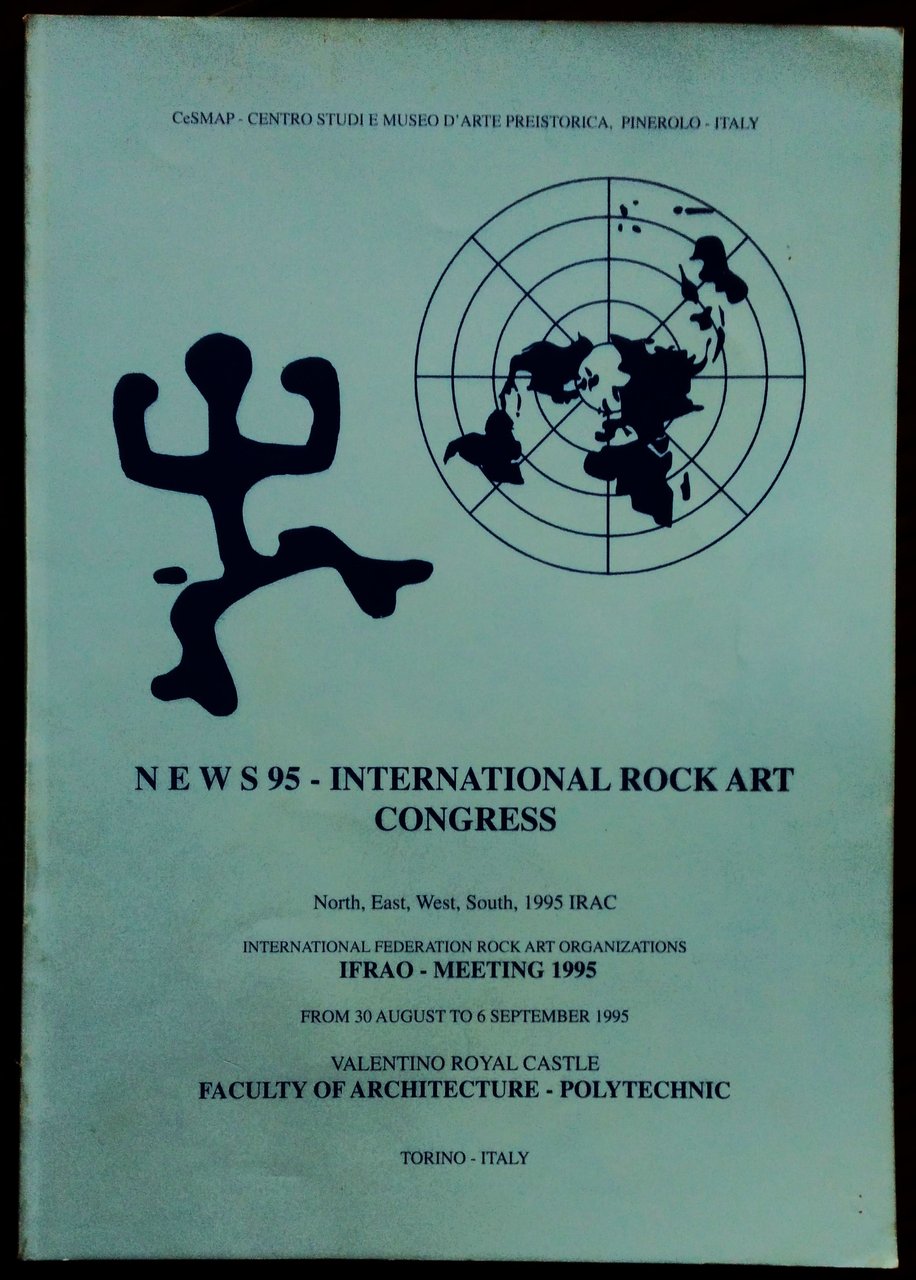 CeSMAP - CENTRO STUDI E MUSEO D'ARTE PREISTORICA, PINEROLO - ITALY
N E W S 95 - INTERNATIONAL ROCK ART
CONGRESS
North, East, West, South, 1995 IRAC
INTERNATIONAL FEDERATION ROCK ART ORGANIZATIONS
IFRAO - MEETING 1995
FROM 30 AUGUST TO 6 SEPTEMBER 1995
VALENTINO ROYAL CASTLE
FACULTY OF ARCHITECTURE - POLYTECHNIC
TORINO - ITALY